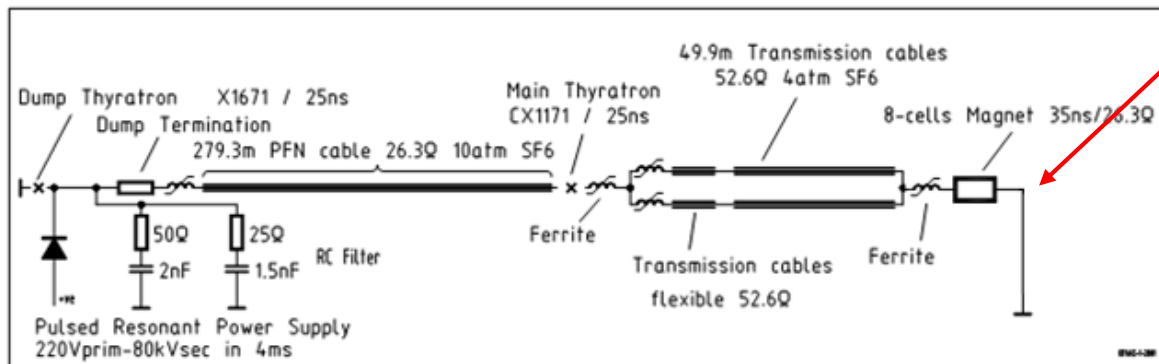 49.9m Transmission cables
52.6Ω 4atm SF6
Main Thyratron
CX1171 / 25ns
Dump Thyratron X1671 / 25ns
Dump Termination
8-cells Magnet 35ns/26.3Ω
279.3m PFN cable 26.3Ω 10atm SF6
50Ω
25Ω
RC Filter
2nF
1.5nF
Ferrite
Transmission cables
flexible 52.6Ω
Ferrite
+ve
Pulsed Resonant Power Supply
220Vprim-80kVsec in 4ms